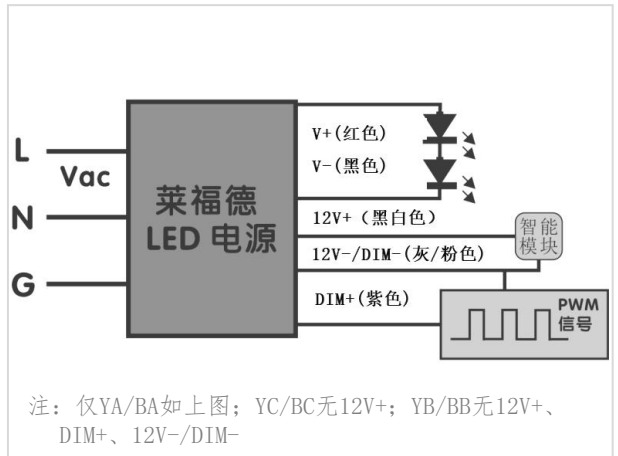 L
Vac
N
G
莱福德
LED 电源
V+(红色)
V-(黑色)
12V+（黑白色）
12V-/DIM-(灰/粉色)
DIM+(紫色)
智能
模块
PWM
信号
注: 仅YA/BA如上图; YC/BC无12V+; YB/BB无12V+、
DIM+、12V-/DIM-